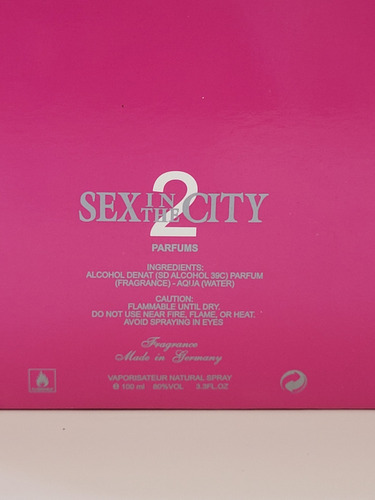 SEX IN THE CITY
2
PARFUMS
INGREDIENTS:
ALCOHOL DENAT (SD ALCOHOL 39C) PARFUM
(FRAGRANCE) - AQUA (WATER)
CAUTION:
FLAMMABLE UNTIL DRY.
DO NOT USE NEAR FIRE, FLAME, OR HEAT.
AVOID SPRAYING IN EYES
Fragrance
Made in Germany
VAPORISATEUR NATURAL SPRAY
100 ml 80%VOL 3.3FL.OZ